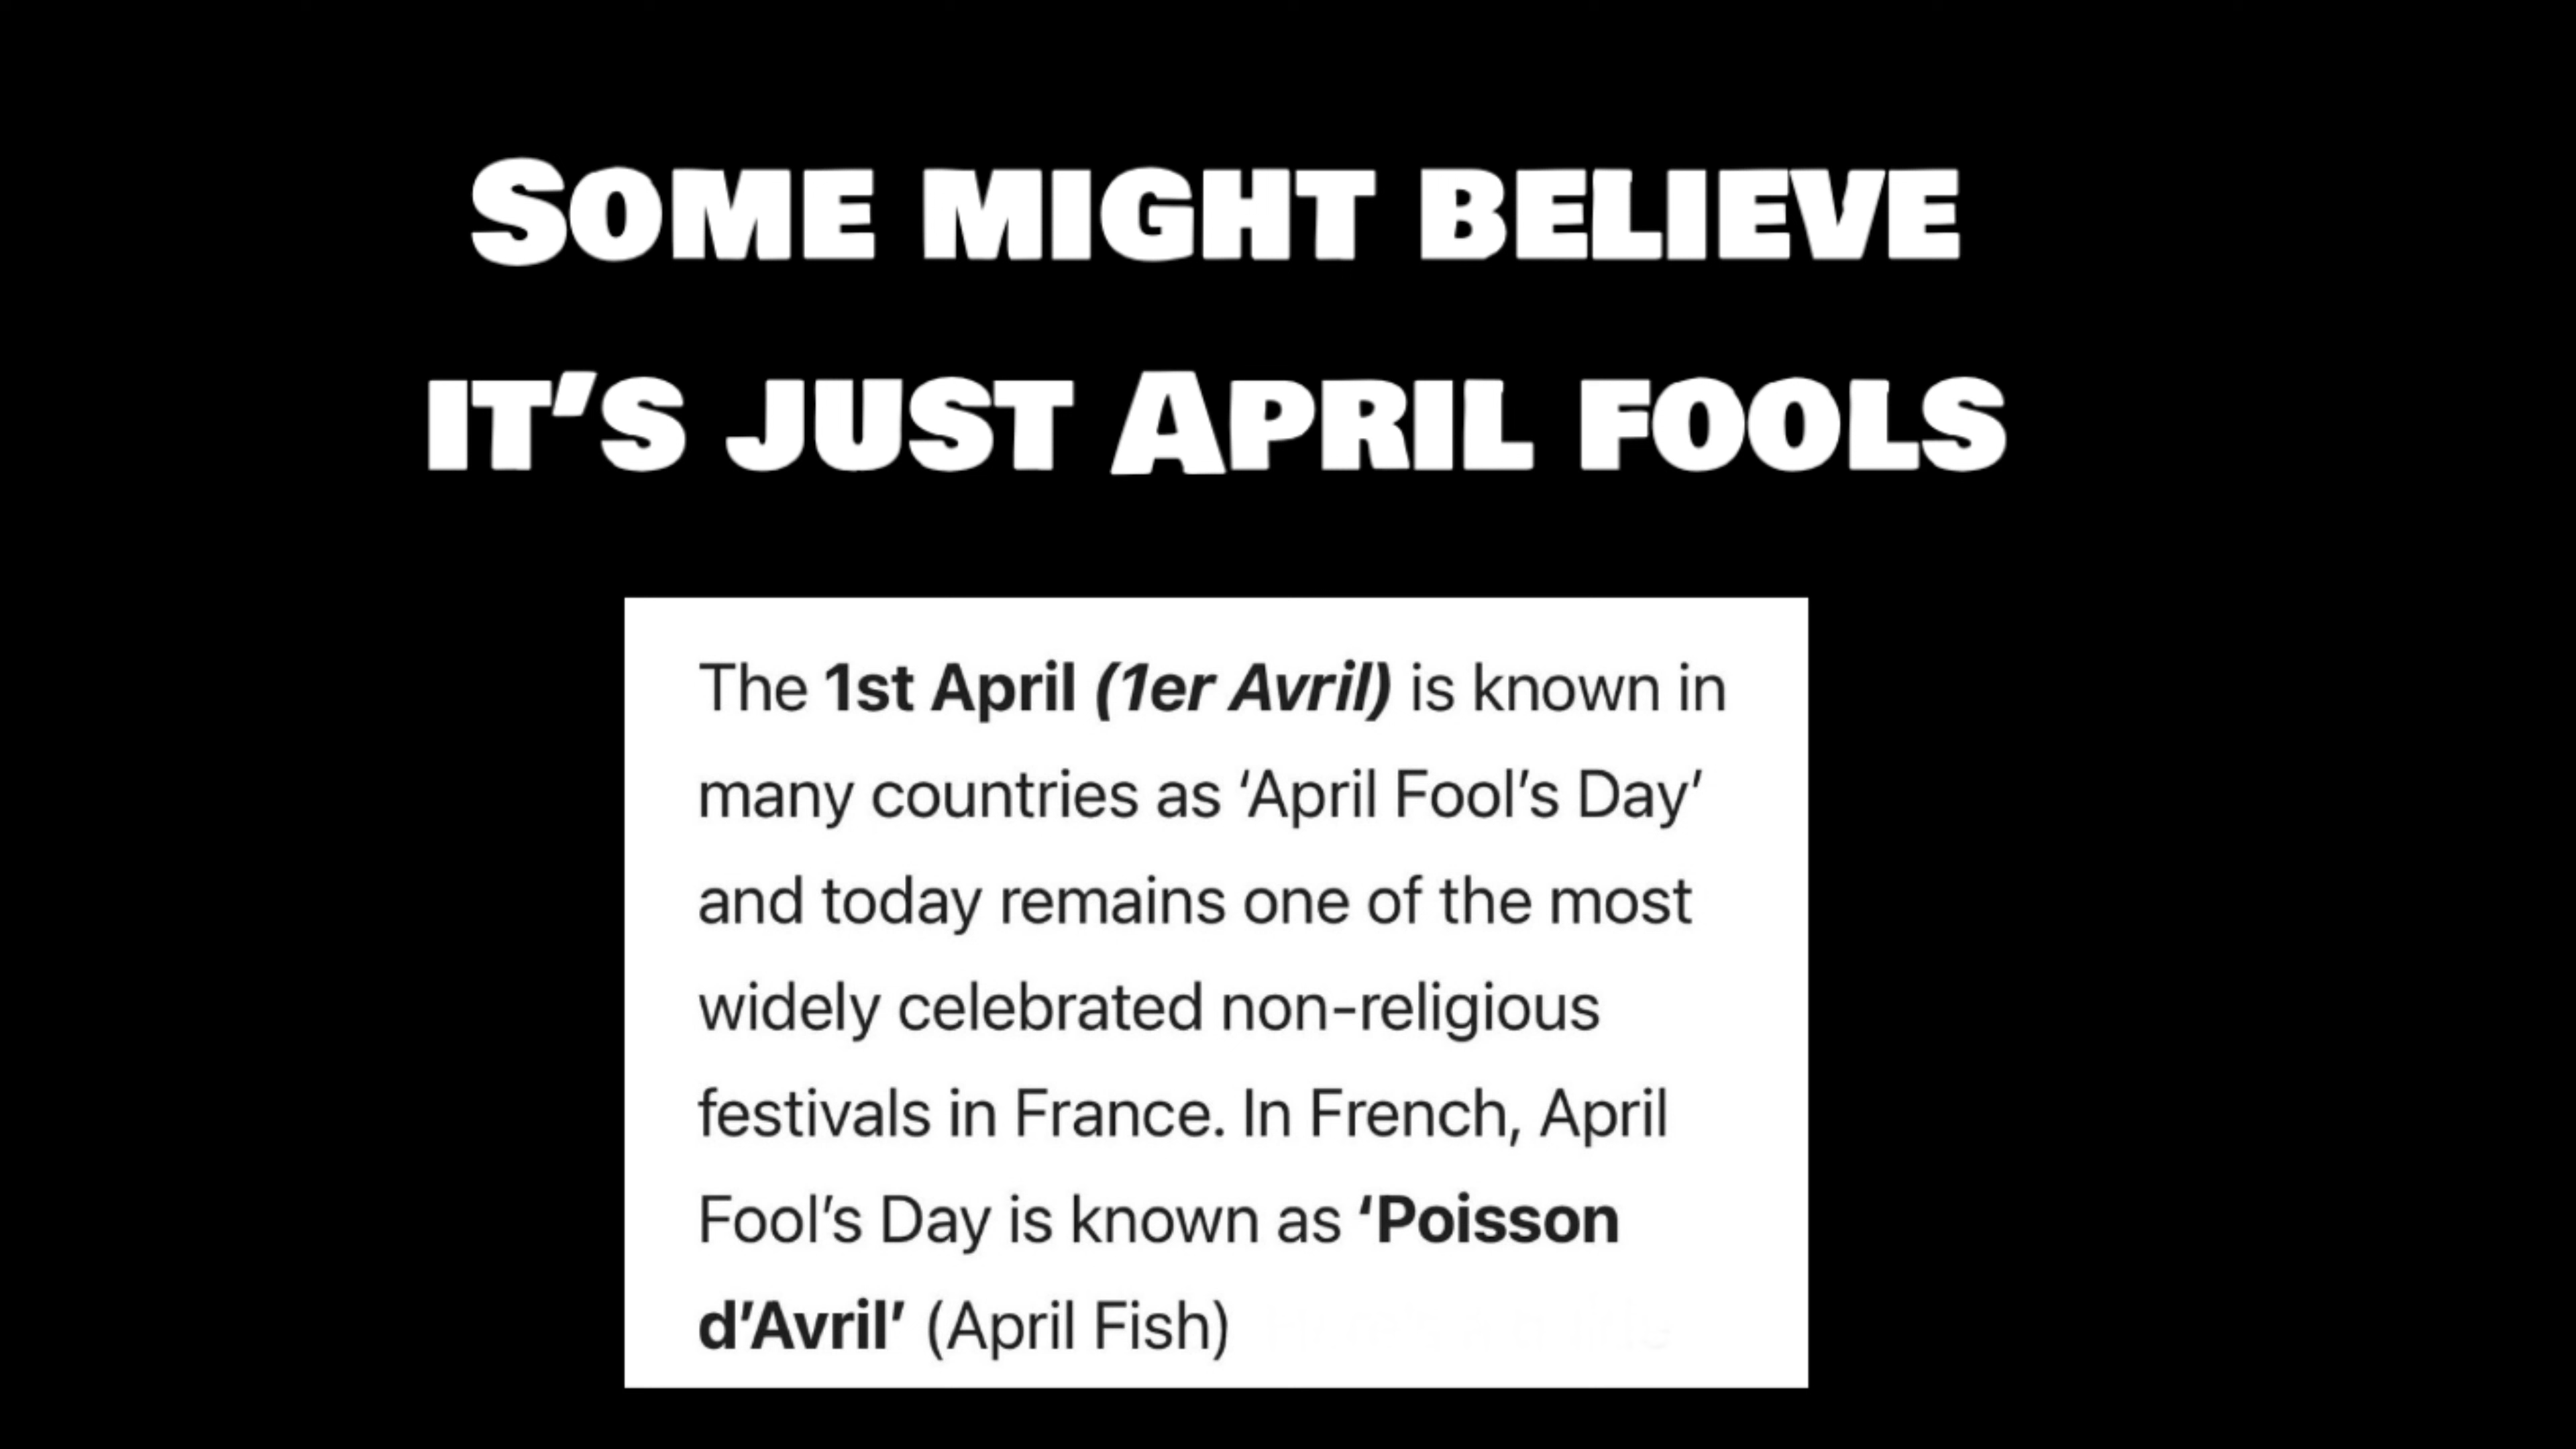 Some might believe
it’s just April fools
The 1st April (1er Avril) is known in
many countries as ‘April Fool’s Day’
and today remains one of the most
widely celebrated non-religious
festivals in France. In French, April
Fool’s Day is known as ‘Poisson
d’Avril’ (April Fish)